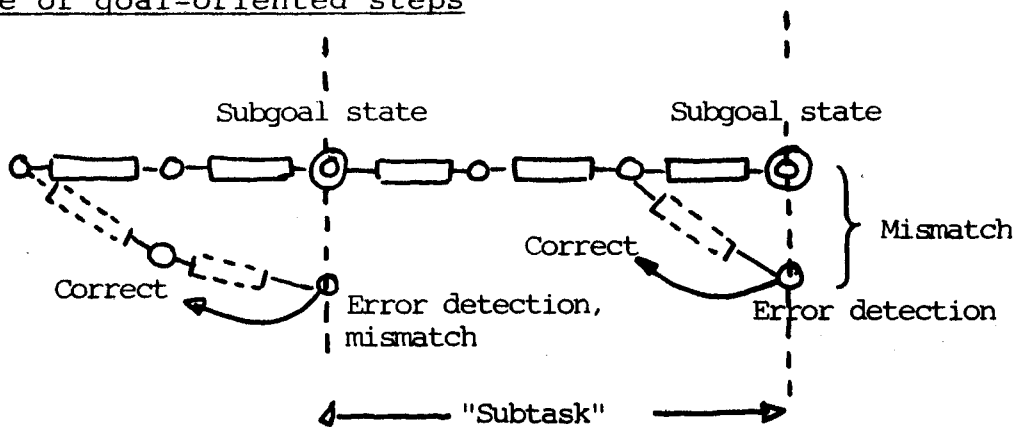 of goal-oriented steps
Subgoal state
Subgoal state
Mismatch
Correct
Correct
Error detection,
mismatch
Error detection
"Subtask"